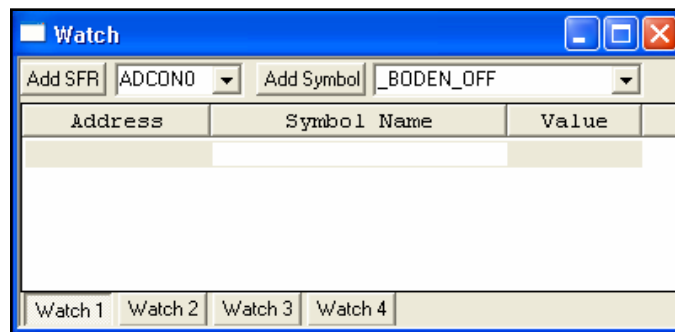 Watch
Add SFR ADCON0 Add Symbol _BODEN_OFF
Address Symbol Name Value
Watch 1 Watch 2 Watch 3 Watch 4